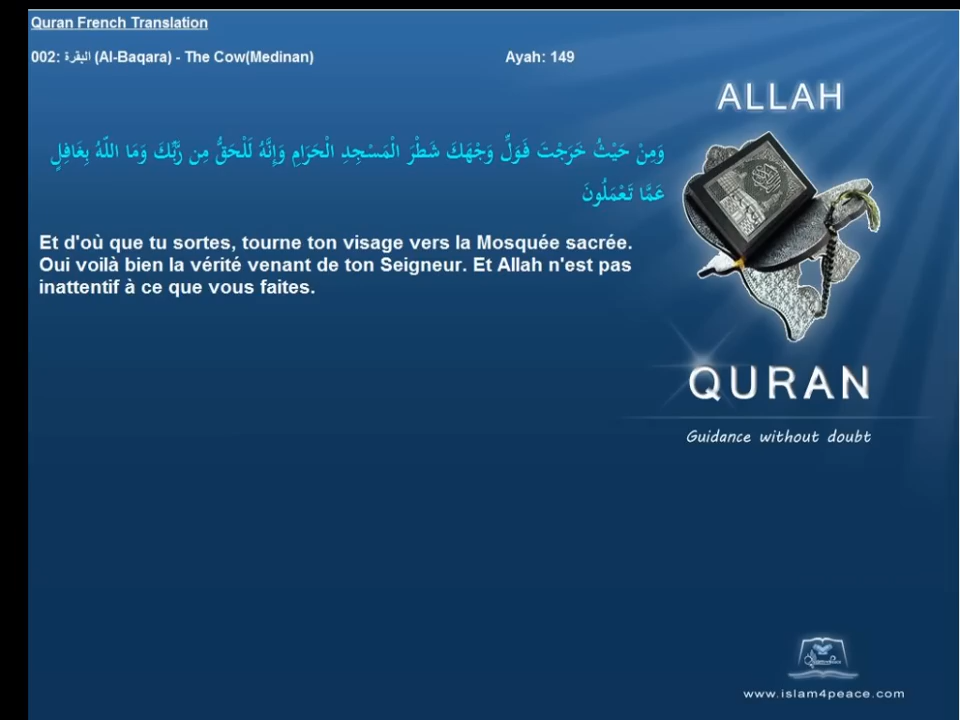 Quran French Translation
002: البقرة (Al-Baqara) - The Cow(Medinan)
Ayah: 149
ALLAH
وَمِنْ حَيْثُ خَرَجْتَ فَوَلِّ وَجْهَكَ شَطْرَ الْمَسْجِدِ الْحَرَامِ وَإِنَّهُ لَلْحَقُّ مِن رَّبِّكَ وَمَا اللّهُ بِغَافِلٍ
عَمَّا تَعْمَلُونَ
Et d'où que tu sortes, tourne ton visage vers la Mosquée sacrée.
Oui voilà bien la vérité venant de ton Seigneur. Et Allah n'est pas
inattentif à ce que vous faites.
QURAN
Guidance without doubt
www.islam4peace.com